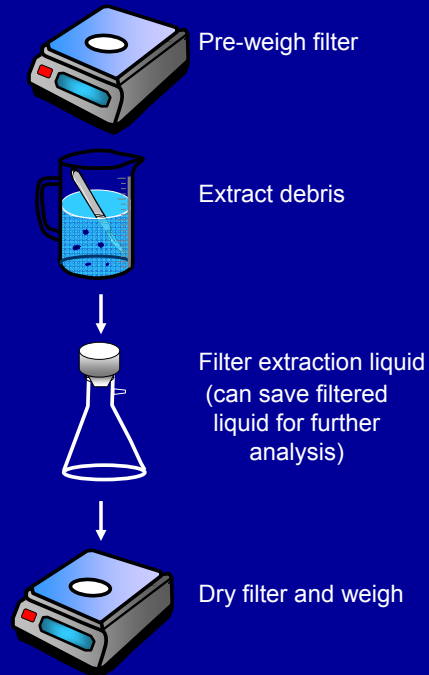 Pre-weigh filter
Extract debris
Filter extraction liquid
(can save filtered
liquid for further
analysis)
Dry filter and weigh